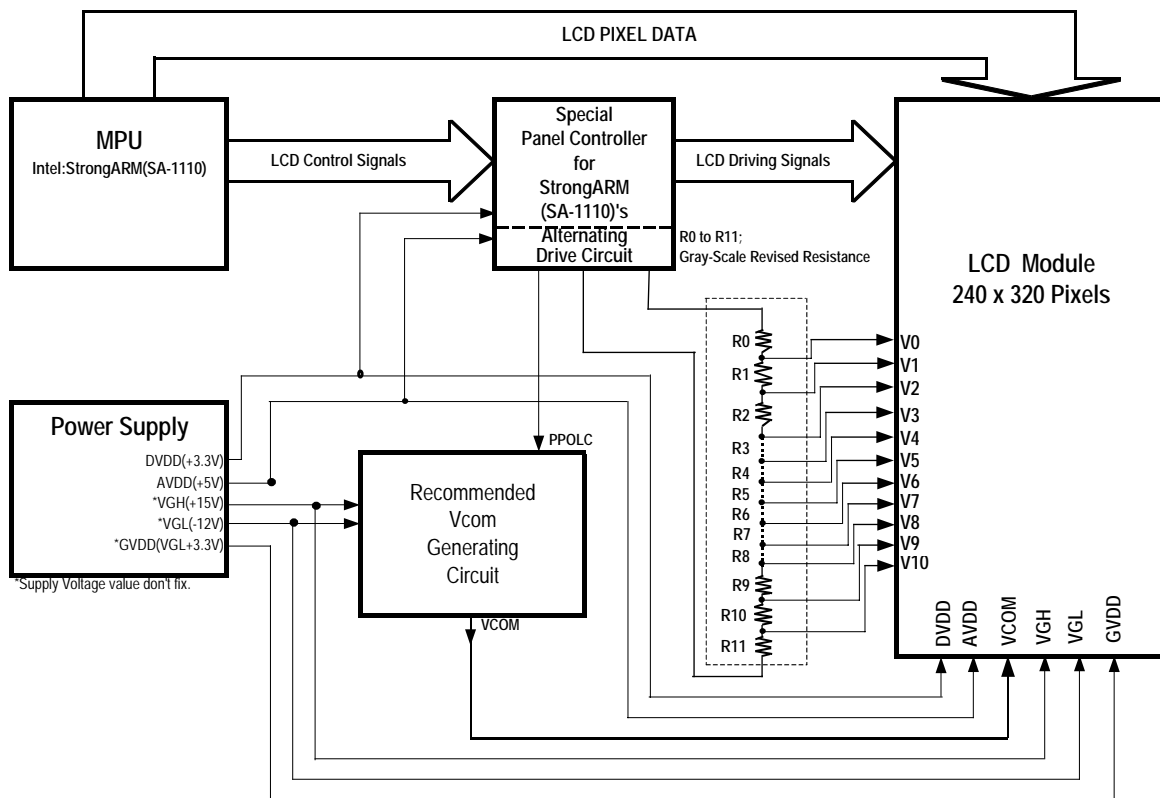 LCD PIXEL DATA
MPU
Intel:StrongARM(SA-1110)
LCD Control Signals
Special
Panel Controller
for
StrongARM
(SA-1110)'s
Alternating
Drive Circuit
LCD Driving Signals
R0 to R11;
Gray-Scale Revised Resistance
LCD Module
240 x 320 Pixels
R0
R1
R2
R3
R4
R5
R6
R7
R8
R9
R10
R11
V0
V1
V2
V3
V4
V5
V6
V7
V8
V9
V10
Power Supply
DVDD(+3.3V)
AVDD(+5V)
*VGH(+15V)
*VGL(-12V)
*GVDD(VGL+3.3V)
*Supply Voltage value don't fix.
PPOLC
Recommended
Vcom
Generating
Circuit
VCOM
DVDD
AVDD
VCOM
VGH
VGL
GVDD